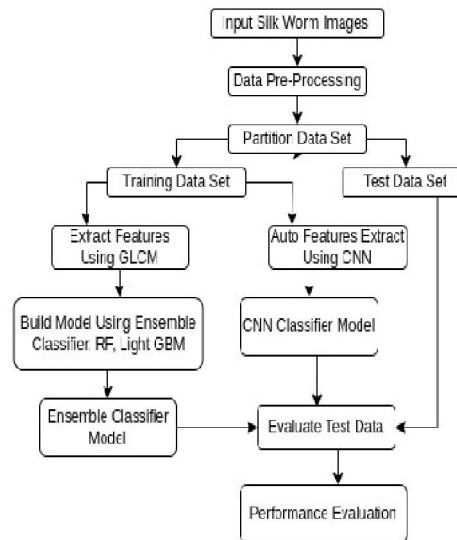 Input Silk Worm Images
Data Pre-Processing
Partition Data Set
Training Data Set
Test Data Set
Extract Features
Using GLCM
Auto Features Extract
Using CNN
Build Model Using Ensemble
Classifier. RF, Light GBM
CNN Classifier Model
Ensemble Classifier
Model
Evaluate Test Data
Performance Evaluation